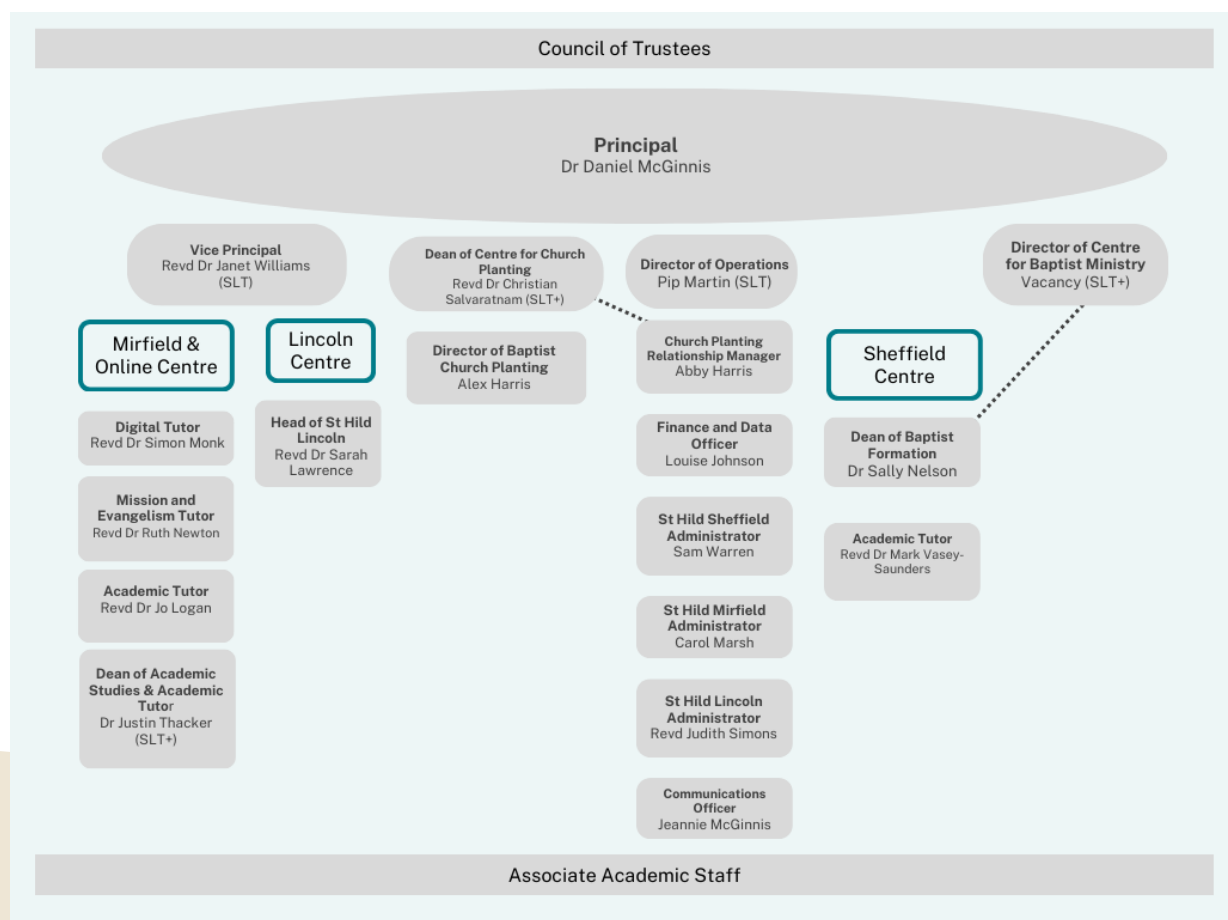 Council of Trustees
Principal
Dr Daniel McGinnis
Vice Principal
Revd Dr Janet Williams
(SLT)
Dean of Centre for Church
Planting
Revd Dr Christian
Salvaratnam (SLT+)
Director of Operations
Pip Martin (SLT)
Director of Centre
for Baptist Ministry
Vacancy (SLT+)
Mirfield &
Online Centre
Lincoln
Centre
Director of Baptist
Church Planting
Alex Harris
Church Planting
Relationship Manager
Abby Harris
Sheffield
Centre
Digital Tutor
Revd Dr Simon Monk
Head of St Hild
Lincoln
Revd Dr Sarah
Lawrence
Finance and Data
Officer
Louise Johnson
Dean of Baptist
Formation
Dr Sally Nelson
Mission and
Evangelism Tutor
Revd Dr Ruth Newton
St Hild Sheffield
Administrator
Sam Warren
Academic Tutor
Revd Dr Mark Vasey-
Saunders
Academic Tutor
Revd Dr Jo Logan
St Hild Mirfield
Administrator
Carol Marsh
Dean of Academic
Studies & Academic
Tutor
Dr Justin Thacker
(SLT+)
St Hild Lincoln
Administrator
Revd Judith Simons
Communications
Officer
Jeannie McGinnis
Associate Academic Staff